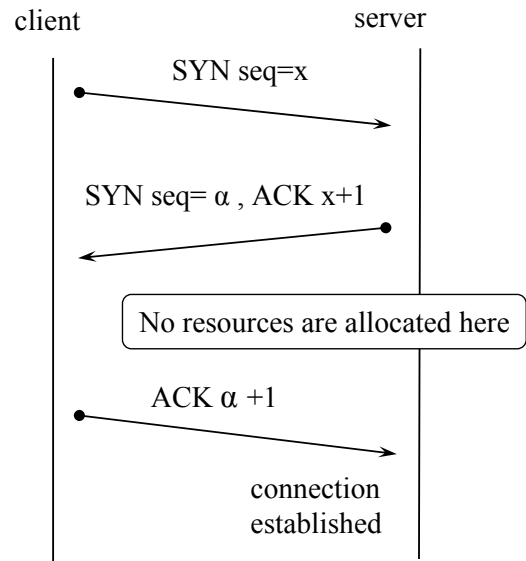 client
server
SYN seq=x
SYN seq= α , ACK x+1
No resources are allocated here
ACK α +1
connection
established